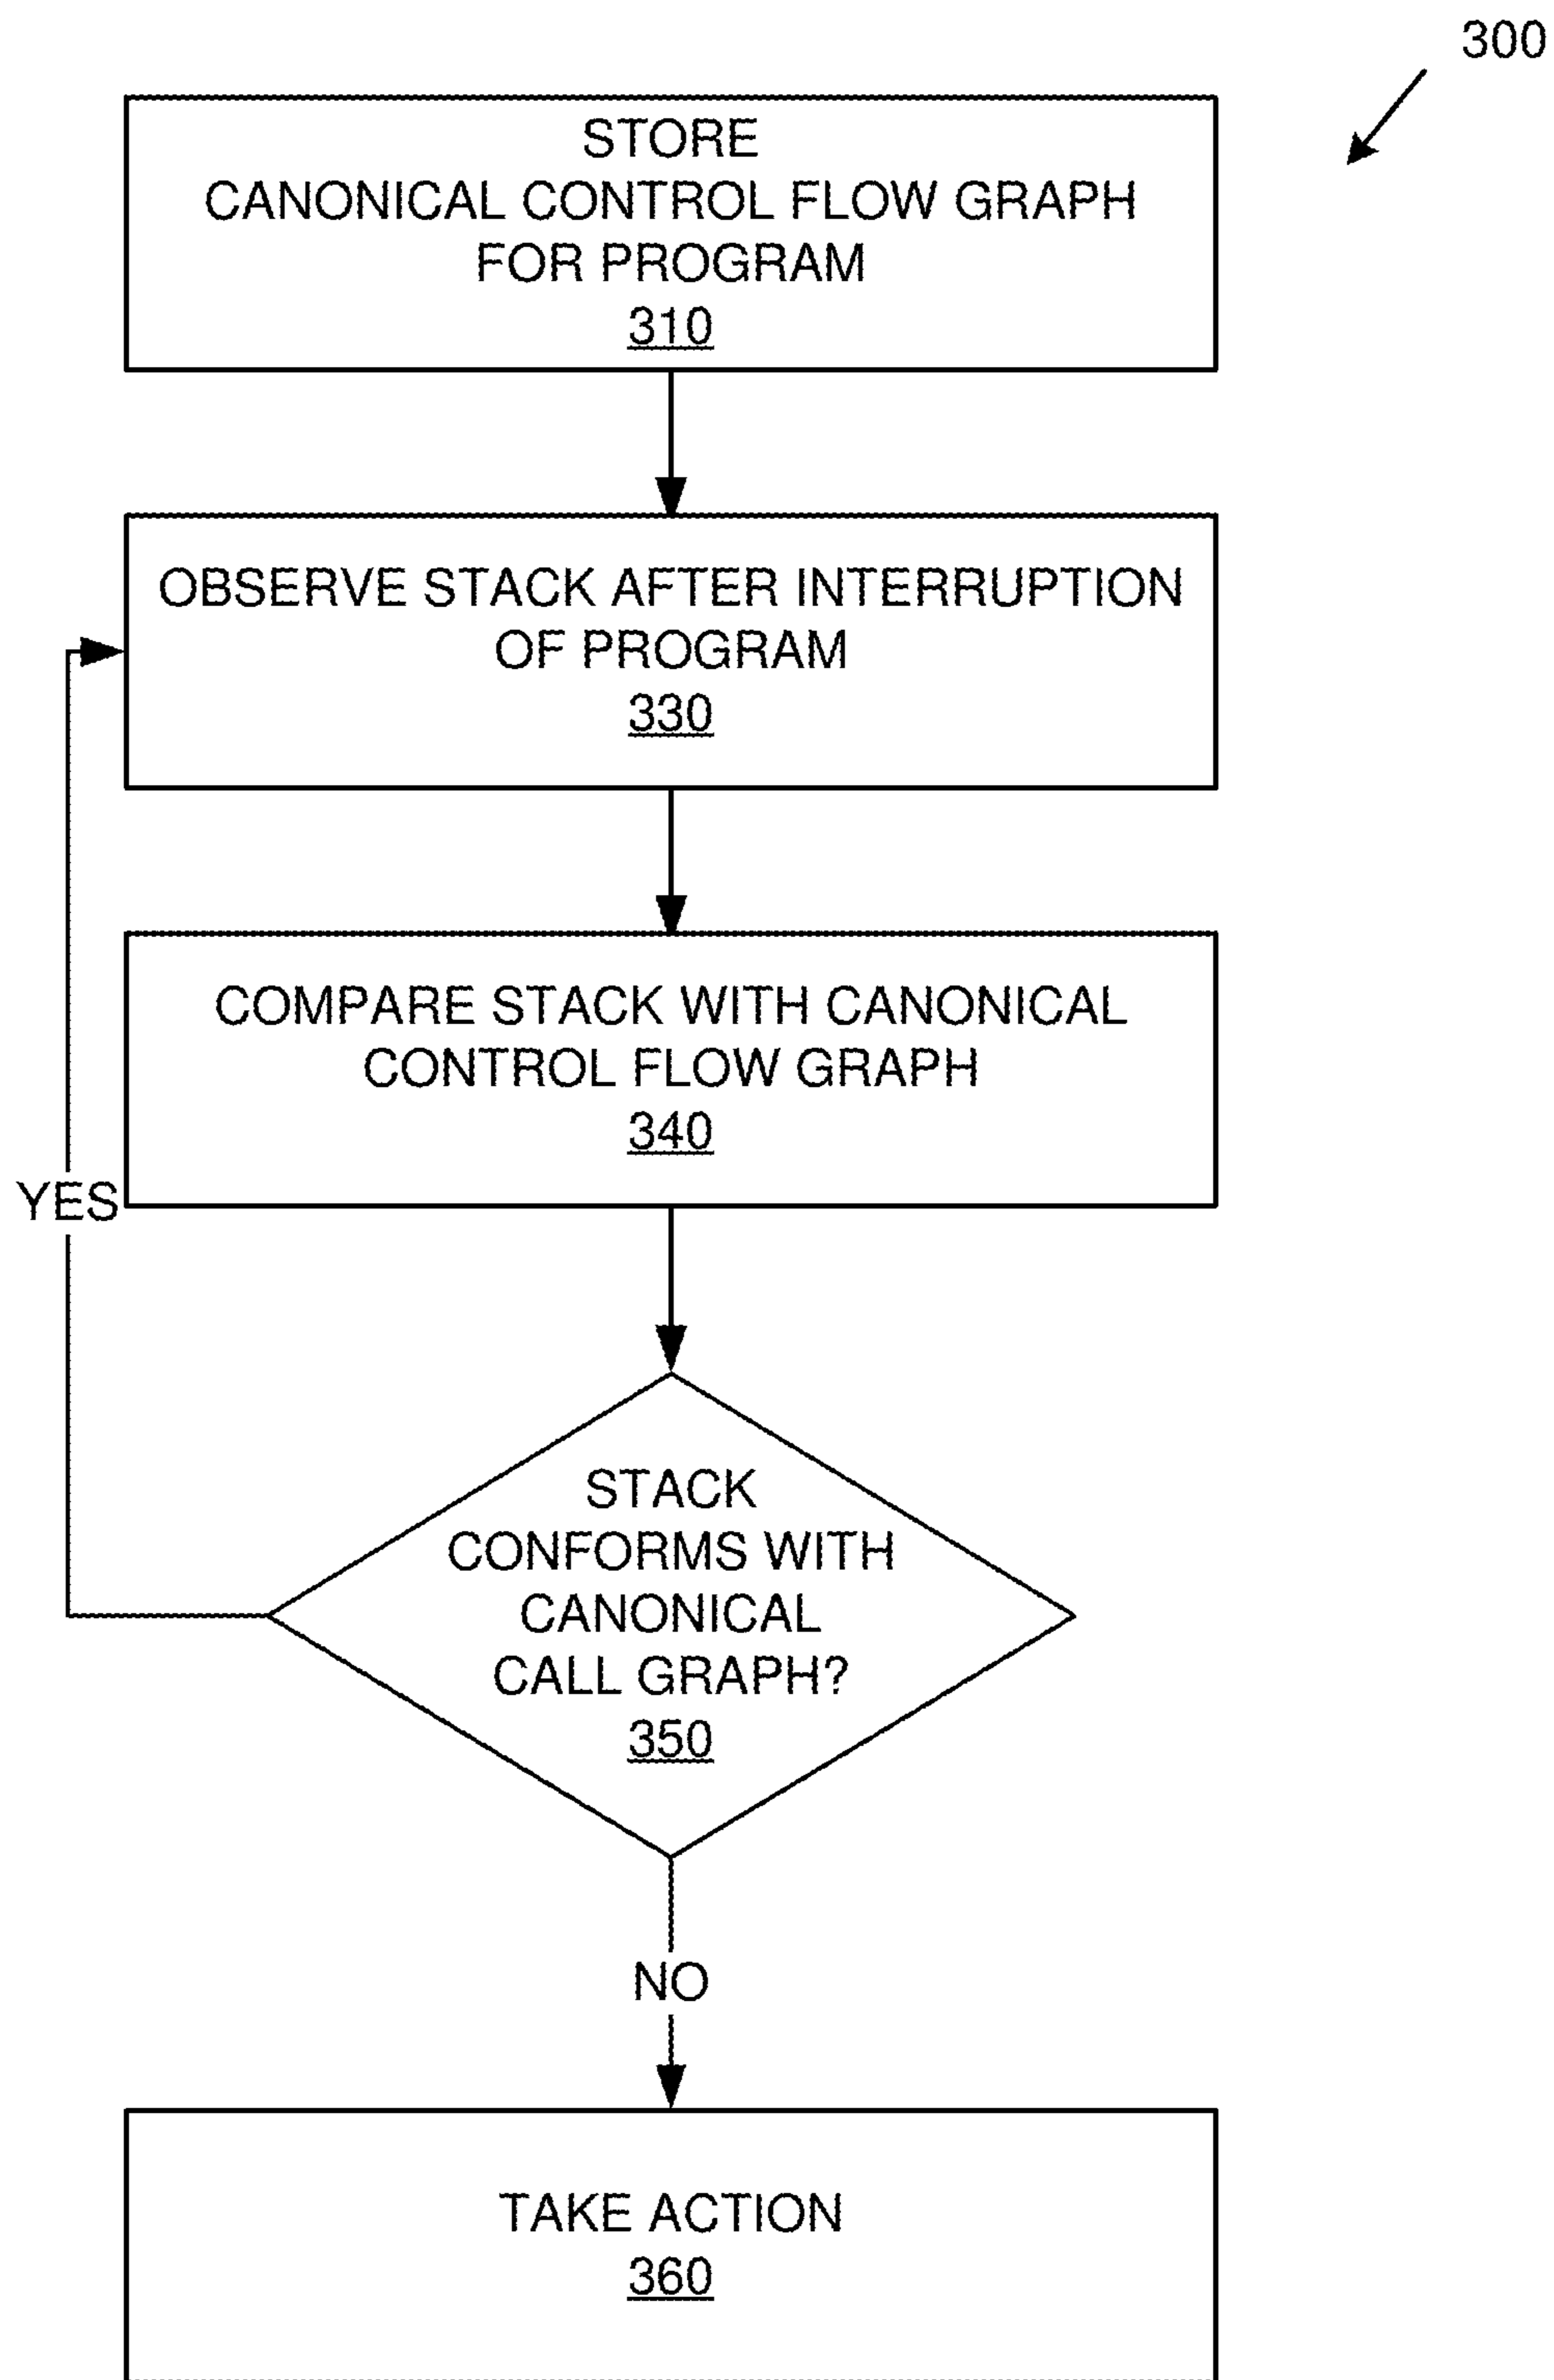 300
STORE
CANONICAL CONTROL FLOW GRAPH
FOR PROGRAM
310
OBSERVE STACK AFTER INTERRUPTION
OF PROGRAM
330
COMPARE STACK WITH CANONICAL
CONTROL FLOW GRAPH
340
YES
STACK
CONFORMS WITH
CANONICAL
CALL GRAPH?
350
NO
TAKE ACTION
360